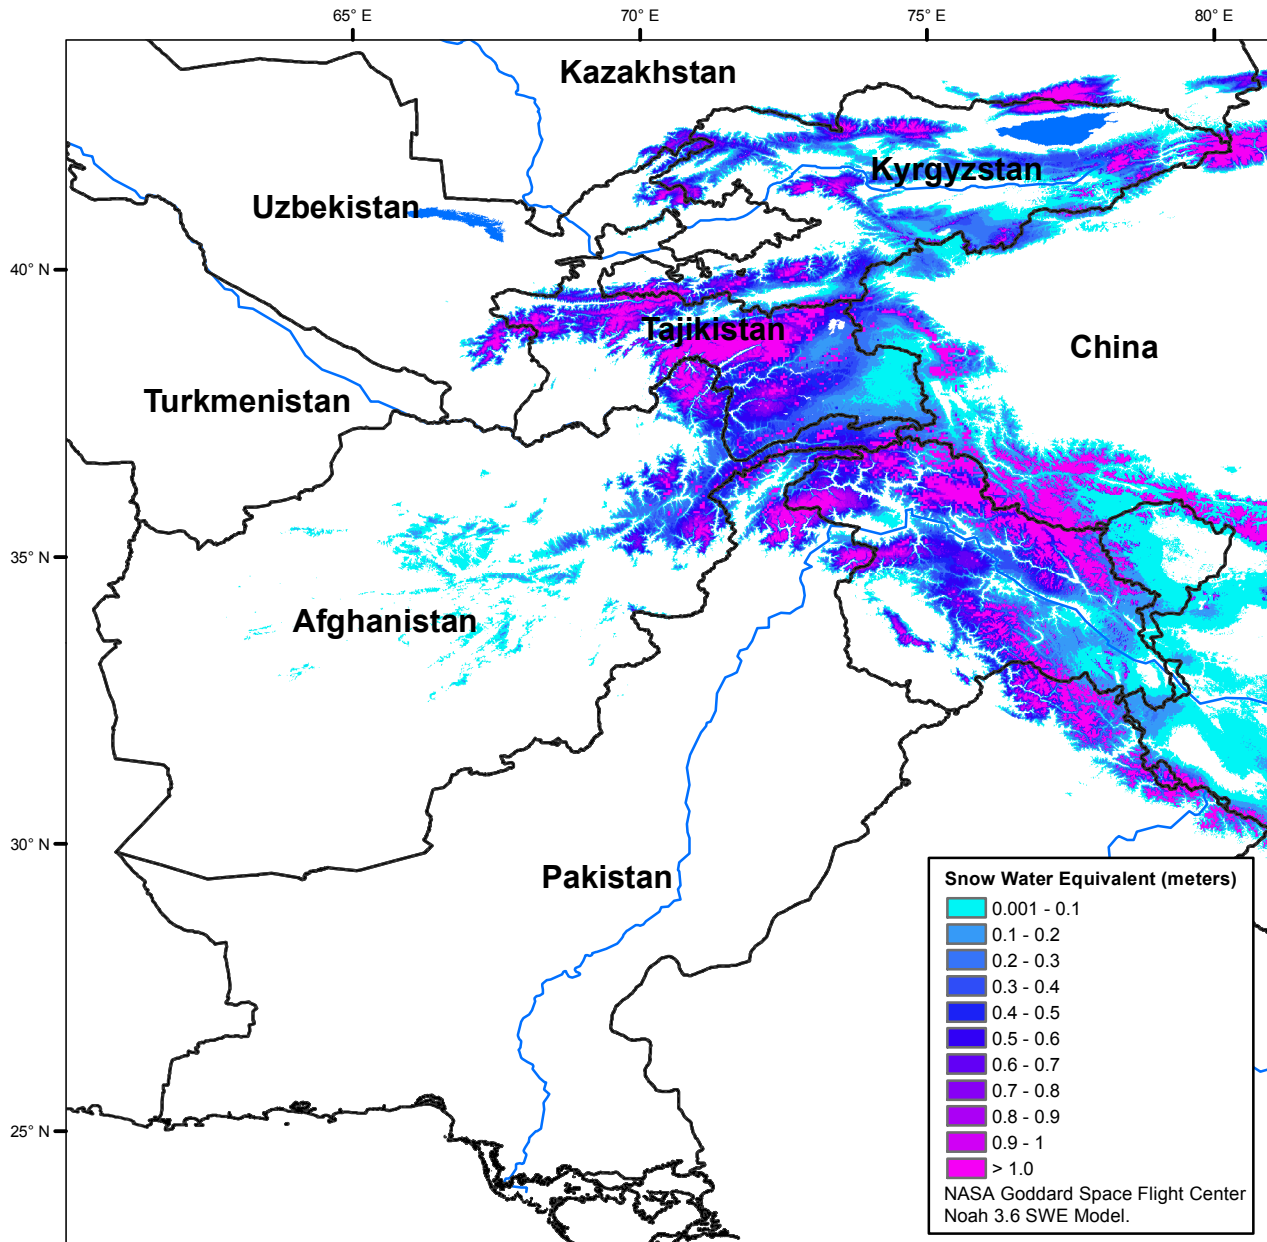 65° E
70° E
75° E
80° E
Kazakhstan
Kyrgyzstan
Uzbekistan
40° N
Tajikistan
China
Turkmenistan
35° N
Afghanistan
30° N
Pakistan
25° N
Snow Water Equivalent (meters)
0.001 - 0.1
0.1 - 0.2
0.2 - 0.3
0.3 - 0.4
0.4 - 0.5
0.5 - 0.6
0.6 - 0.7
0.7 - 0.8
0.8 - 0.9
0.9 - 1
> 1.0
NASA Goddard Space Flight Center
Noah 3.6 SWE Model.